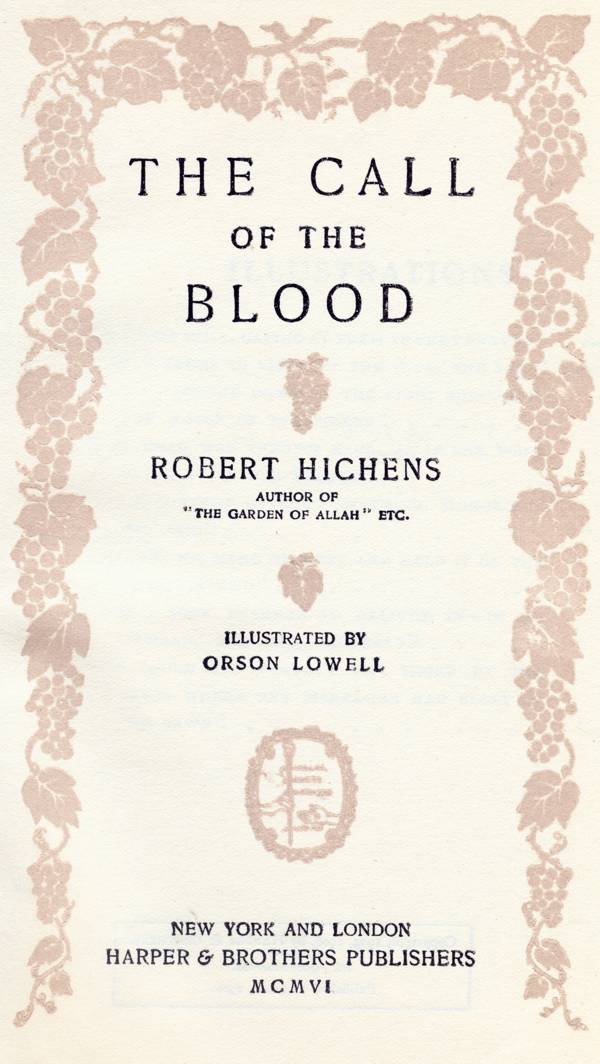 THE CALL
OF THE
BLOOD
ROBERT HICHENS
AUTHOR OF
"THE GARDEN OF ALLAH" ETC.
ILLUSTRATED BY
ORSON LOWELL
NEW YORK AND LONDON
HARPER & BROTHERS PUBLISHERS
MCMVI
ILLUSTRATIONS